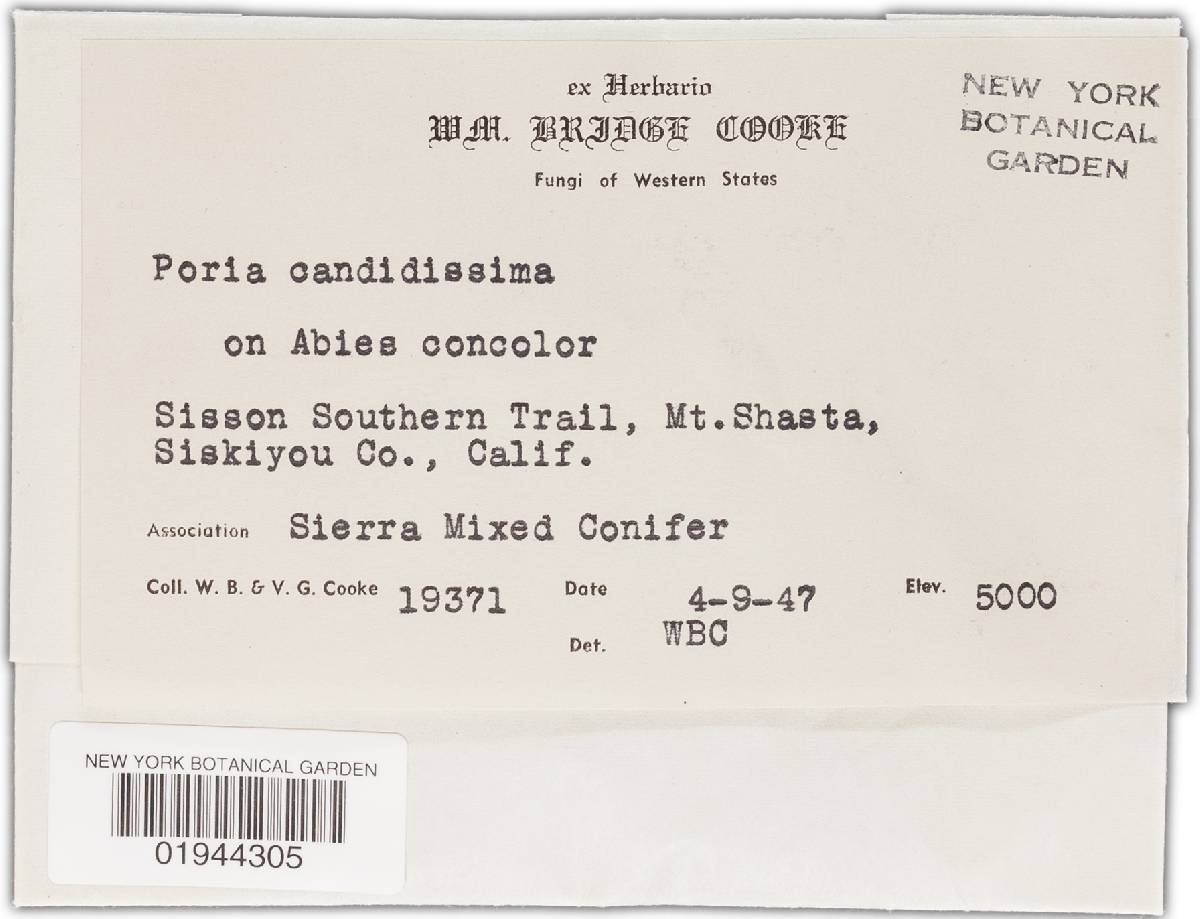 ex Herbario
WM. BRIDGE COOKE
Fungi of Western States
NEW YORK
BOTANICAL
GARDEN
Poria candidissima
on Abies concolor
Sisson Southern Trail, Mt.Shasta,
Siskiyou Co., Calif.
Association Sierra Mixed Conifer
Coll. W. B. & V. G. Cooke 19371 Date 4-9-47 Elev. 5000
Det. WBC
NEW YORK BOTANICAL GARDEN
01944305